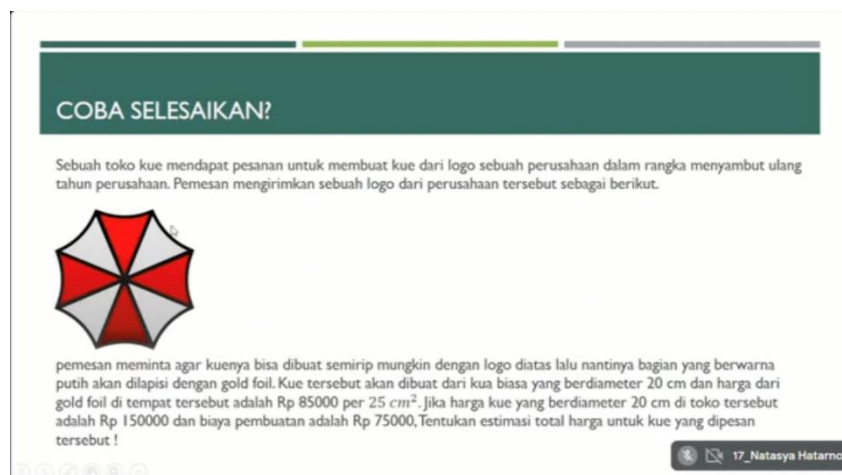 COBA SELESAIKAN?
Sebuah toko kue mendapat pesanan untuk membuat kue dari logo sebuah perusahaan dalam rangka menyambut ulang
tahun perusahaan. Pemesan mengirimkan sebuah logo dari perusahaan tersebut sebagai berikut.
pemesan meminta agar kuenya bisa dibuat semirip mungkin dengan logo diatas lalu nantinya bagian yang berwarna
putih akan dilapisi dengan gold foil. Kue tersebut akan dibuat dari kua biasa yang berdiameter 20 cm dan harga dari
gold foil di tempat tersebut adalah Rp 85000 per 25 cm². Jika harga kue yang berdiameter 20 cm di toko tersebut
adalah Rp 150000 dan biaya pembuatan adalah Rp 75000, Tentukan estimasi total harga untuk kue yang dipesan
tersebut !
17_Natasya Hatarno